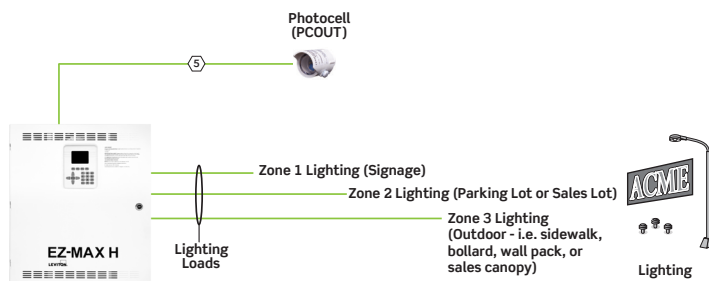 Photocell
(PCOUT)
5
Zone 1 Lighting (Signage)
Zone 2 Lighting (Parking Lot or Sales Lot)
Zone 3 Lighting
(Outdoor - i.e. sidewalk,
bollard, wall pack, or
sales canopy)
Lighting
Loads
EZ-MAX H
LEVITON
ACME
Lighting